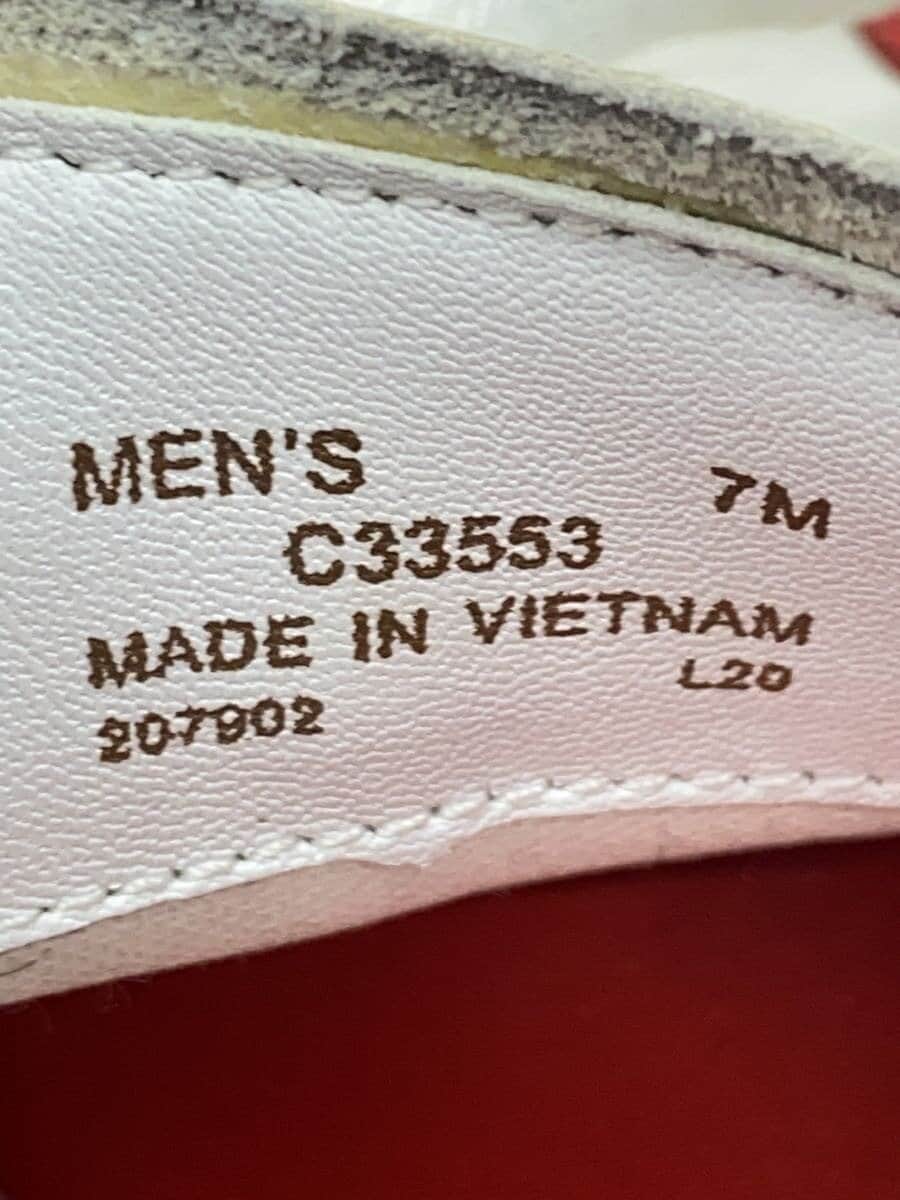 MEN'S
7M
C33553
MADE IN VIETNAM
L20
207902